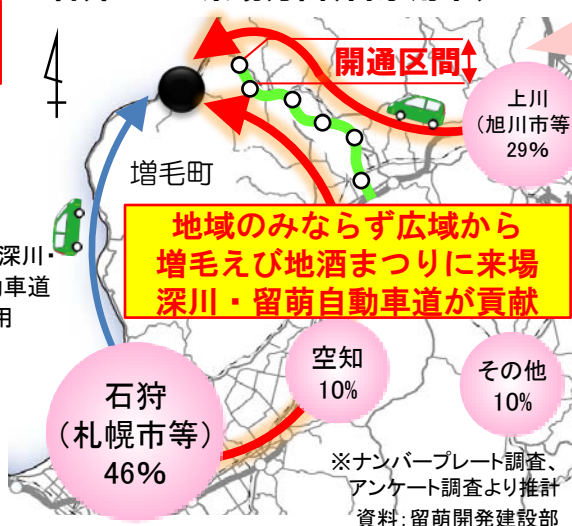 開通区間
上川
(旭川市等
29%
増毛町
地域のみならず広域から
増毛えび地酒まつりに来場
深川・留萌自動車道が貢献
深川・
動車道
用
空知
10%
その他
10%
石狩
(札幌市等)
46%
※ナンバープレート調査、
アンケート調査より推計
資料:留萌開発建設部